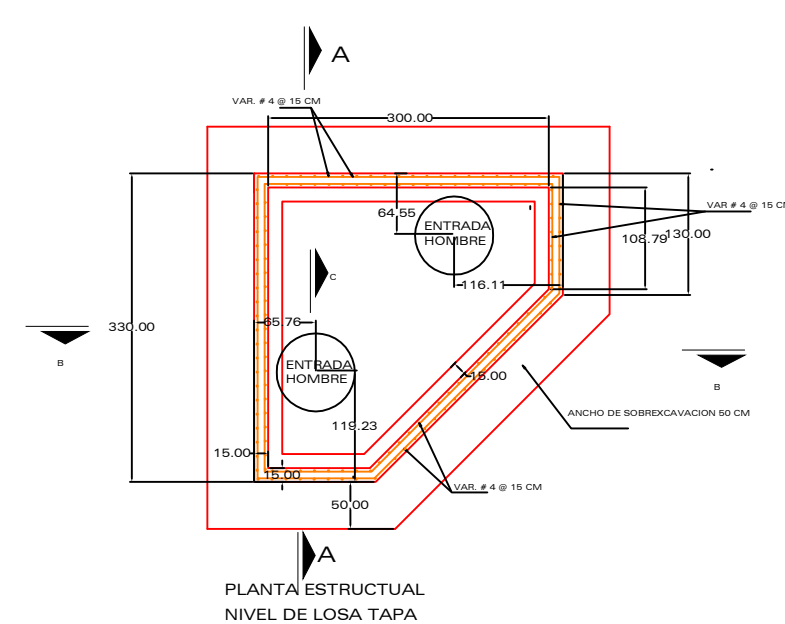 A
VAR. # 4 @ 15 CM
300.00
64.55
ENTRADA
HOMBRE
VAR # 4 @ 15 CM
108.79
130.00
C
116.11
65.76
330.00
B
ENTRADA
HOMBRE
15.00
B
ANCHO DE SOBREXCAVACION 50 CM
119.23
15.00
15.00
VAR. # 4 @ 15 CM
50.00
A
PLANTA ESTRUCTUAL
NIVEL DE LOSA TAPA